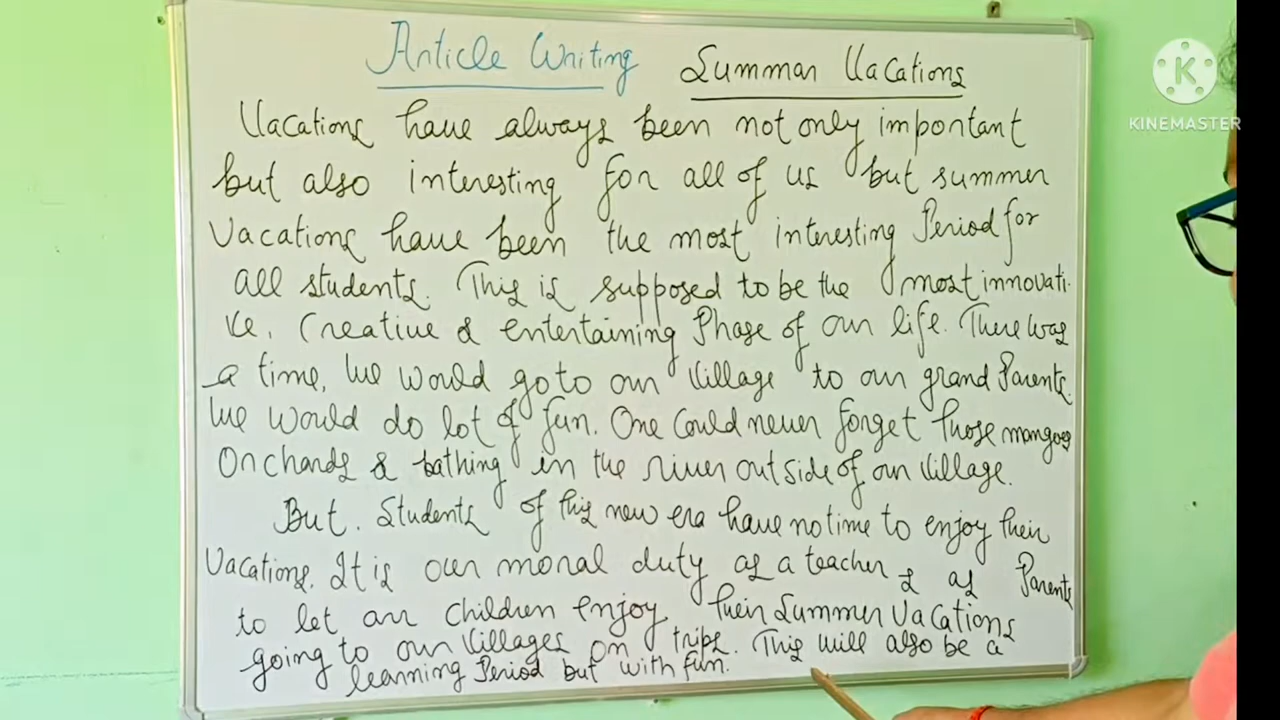 Article Writing Summar Vacations
KINEMASTER
Vacations have always been not only important
but also interesting for all of us but summer
Vacations have been the most interesting Period for
all students. This is supposed to be the most innovati-
ve, Creative & entertaining Phase of our life. There was
a time, we would go to our Village to our grand Parents.
We would do lot of fun. One Could never forget those mangoes
Orchards & bathing in the river outside of our Village.
But. Students of this new era have no time to enjoy their
Vacations. It is our moral duty as a teacher & as Parents
to let our children enjoy their Summer Vacations
going to our Villages on trips. This will also be a
learning Period but with fun.